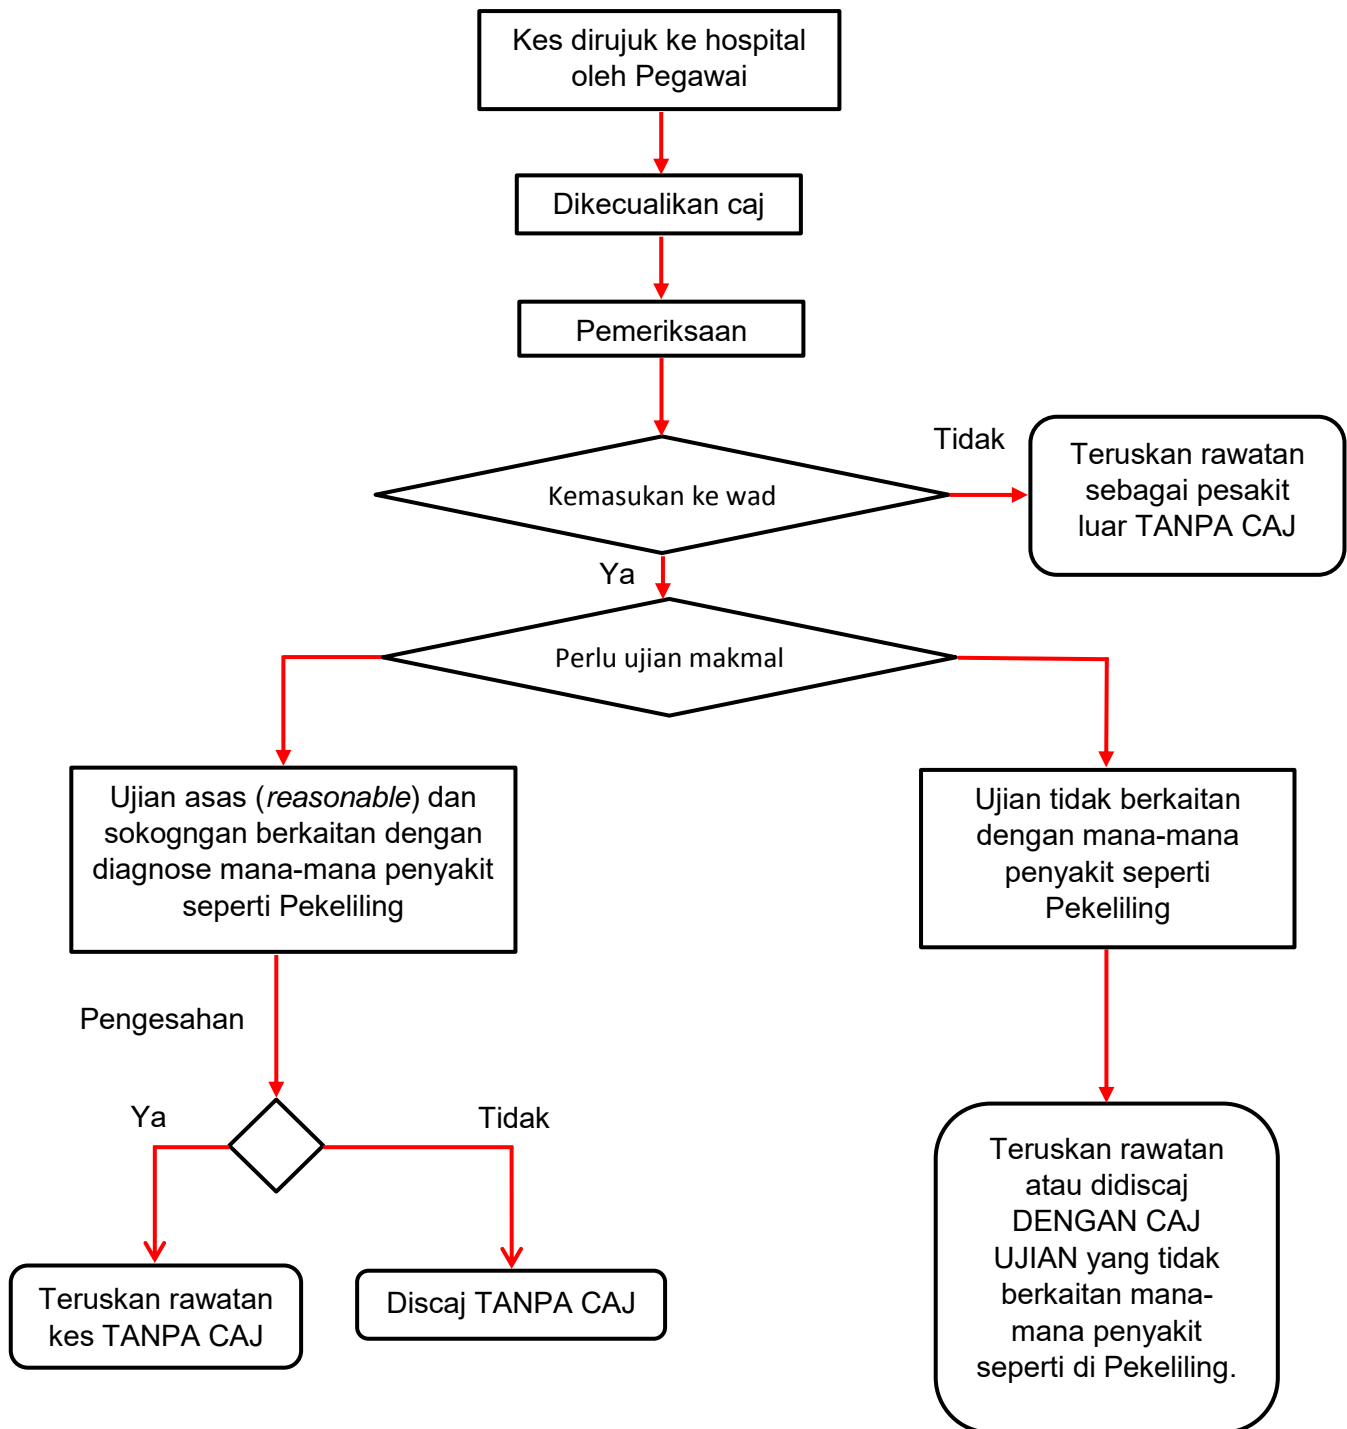 Kes dirujuk ke hospital
oleh Pegawai
Dikecualikan caj
Pemeriksaan
Kemasukan ke wad
Tidak
Teruskan rawatan
sebagai pesakit
luar TANPA CAJ
Ya
Perlu ujian makmal
Ujian asas (reasonable) dan
sokogngan berkaitan dengan
diagnose mana-mana penyakit
seperti Pekeliling
Ujian tidak berkaitan
dengan mana-mana
penyakit seperti
Pekeliling
Pengesahan
Ya
Tidak
Teruskan rawatan
kes TANPA CAJ
Discaj TANPA CAJ
Teruskan rawatan
atau didiscaj
DENGAN CAJ
UJIAN yang tidak
berkaitan mana-
mana penyakit
seperti di Pekeliling.